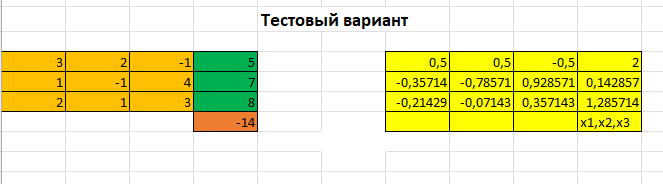 Тестовый вариант
3 2 -1 5 0,5 0,5 -0,5 2
1 -1 4 7 -0,35714 -0,78571 0,928571 0,142857
2 1 3 8 -0,21429 -0,07143 0,357143 1,285714
-14 x1,x2,x3